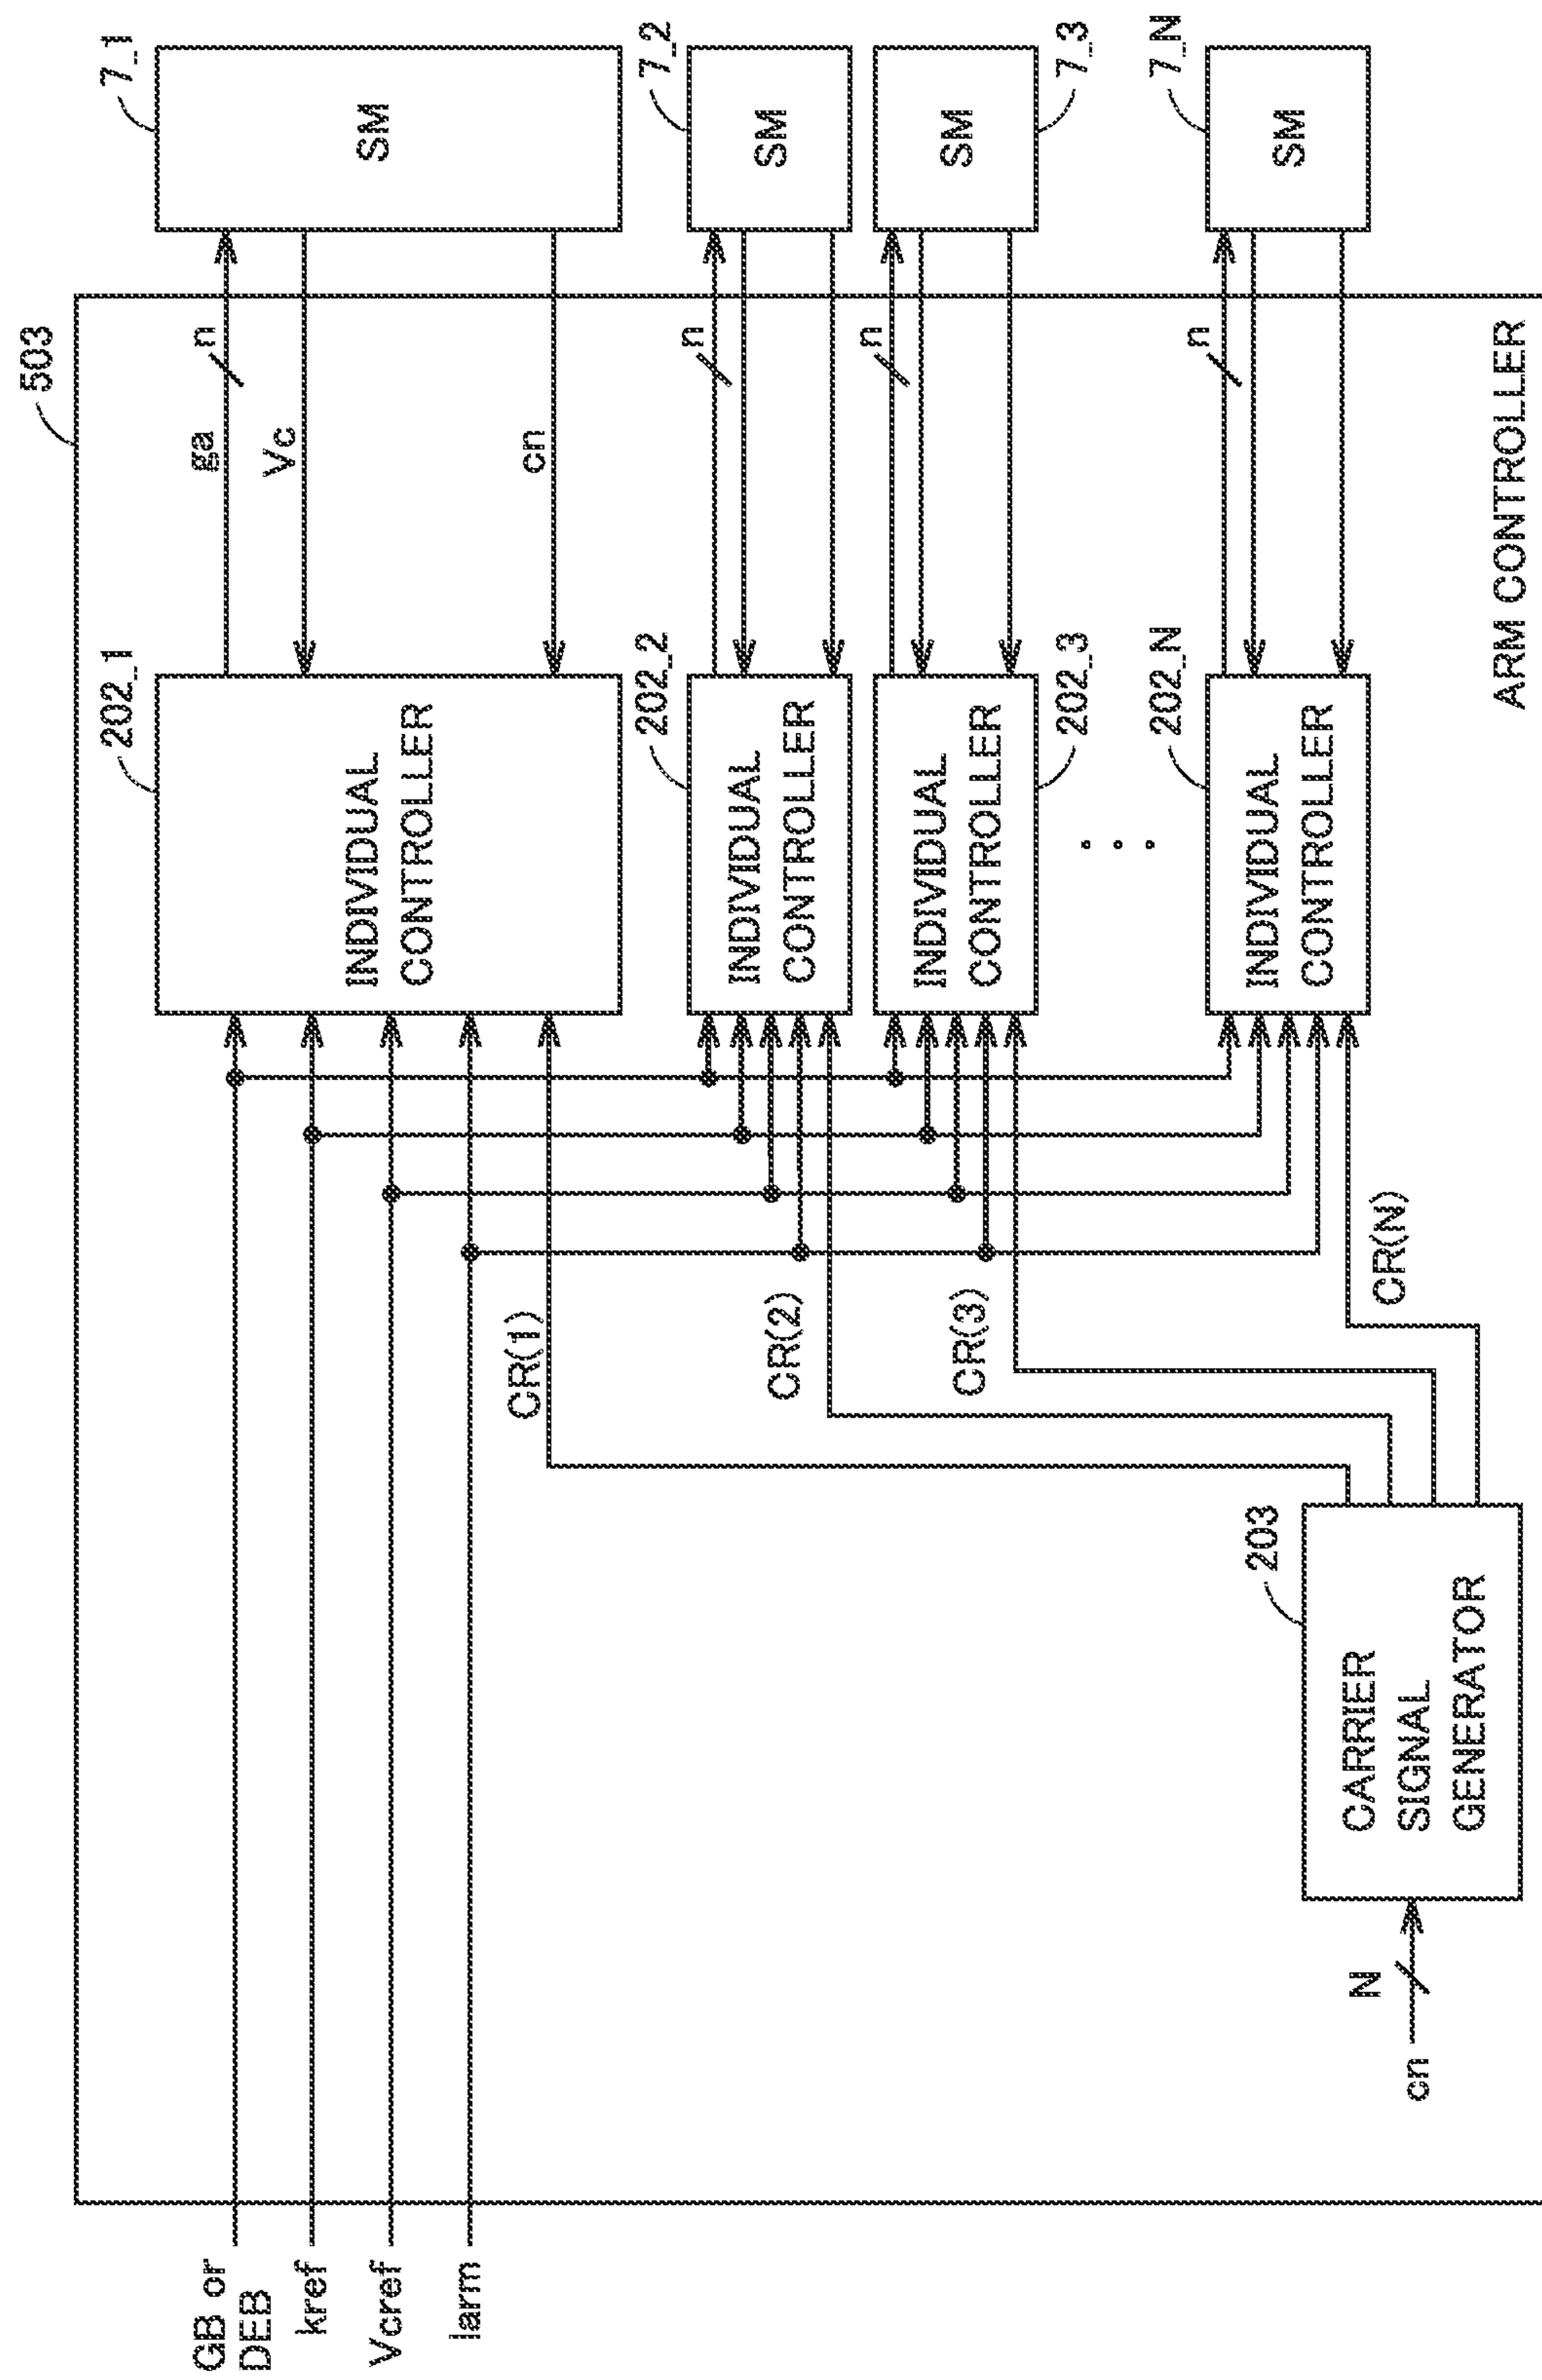 503
GB or
DEB
kref
Vcref
Iarm
202_1
INDIVIDUAL
CONTROLLER
ga
n
Vc
cn
7_1
SM
CR(1)
202_2
INDIVIDUAL
CONTROLLER
n
7_2
SM
CR(2)
INDIVIDUAL
CONTROLLER
202_3
n
SM
7_3
CR(3)
202_N
INDIVIDUAL
CONTROLLER
n
7_N
SM
CR(N)
203
CARRIER
SIGNAL
GENERATOR
N
cn
ARM CONTROLLER